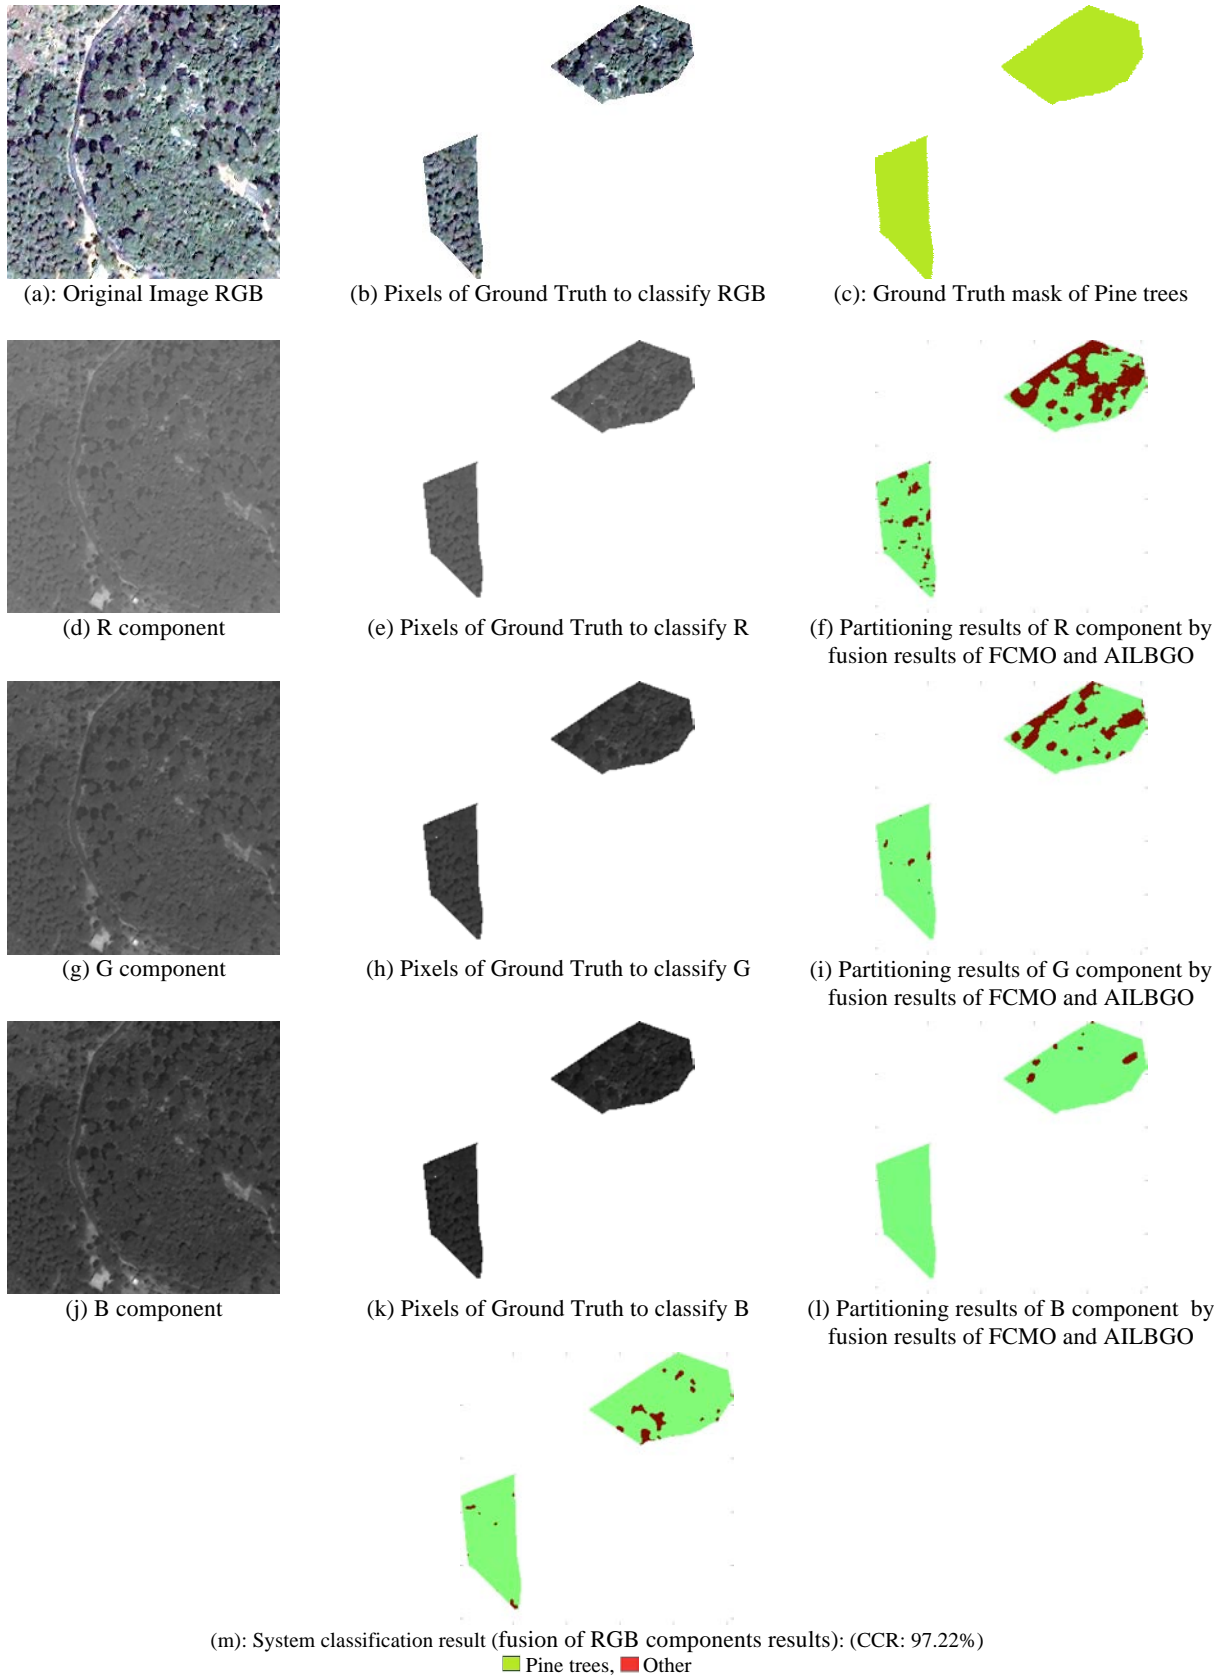 (a): Original Image RGB
(b) Pixels of Ground Truth to classify RGB
(c): Ground Truth mask of Pine trees
(d) R component
(e) Pixels of Ground Truth to classify R
(f) Partitioning results of R component by
fusion results of FCMO and AILBGO
(g) G component
(h) Pixels of Ground Truth to classify G
(i) Partitioning results of G component by
fusion results of FCMO and AILBGO
(j) B component
(k) Pixels of Ground Truth to classify B
(l) Partitioning results of B component by
fusion results of FCMO and AILBGO
(m): System classification result (fusion of RGB components results): (CCR: 97.22%)
Pine trees, Other